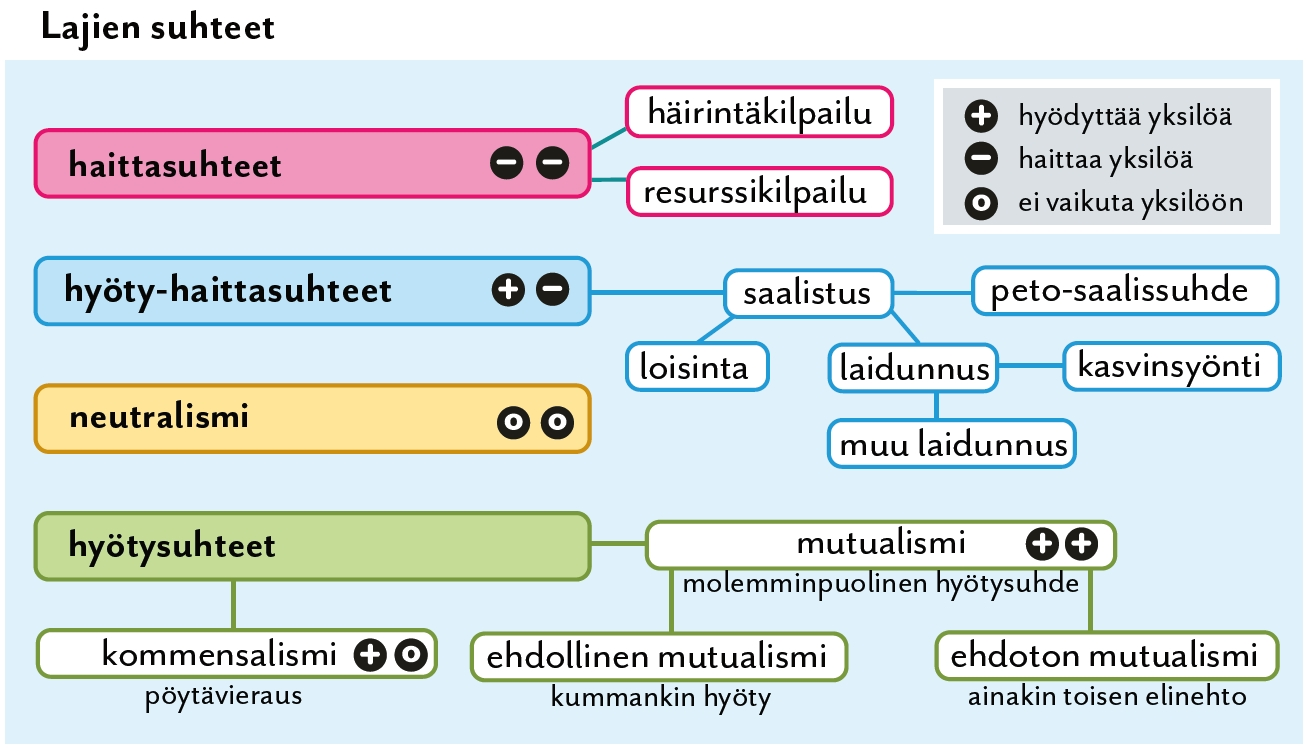 Lajien suhteet
haittasuhteet
häirintäkilpailu
resurssikilpailu
hyödyttää yksilöä
haittaa yksilöä
ei vaikuta yksilöön
hyöty-haittasuhteet
saalistus
peto-saalissuhde
loisinta
laidunnus
kasvinsyönti
muu laidunnus
neutralismi
hyötysuhteet
mutualismi
molemminpuolinen hyötysuhde
kommensalismi
pöytävieraus
ehdollinen mutualismi
kummankin hyöty
ehdoton mutualismi
ainakin toisen elinehto